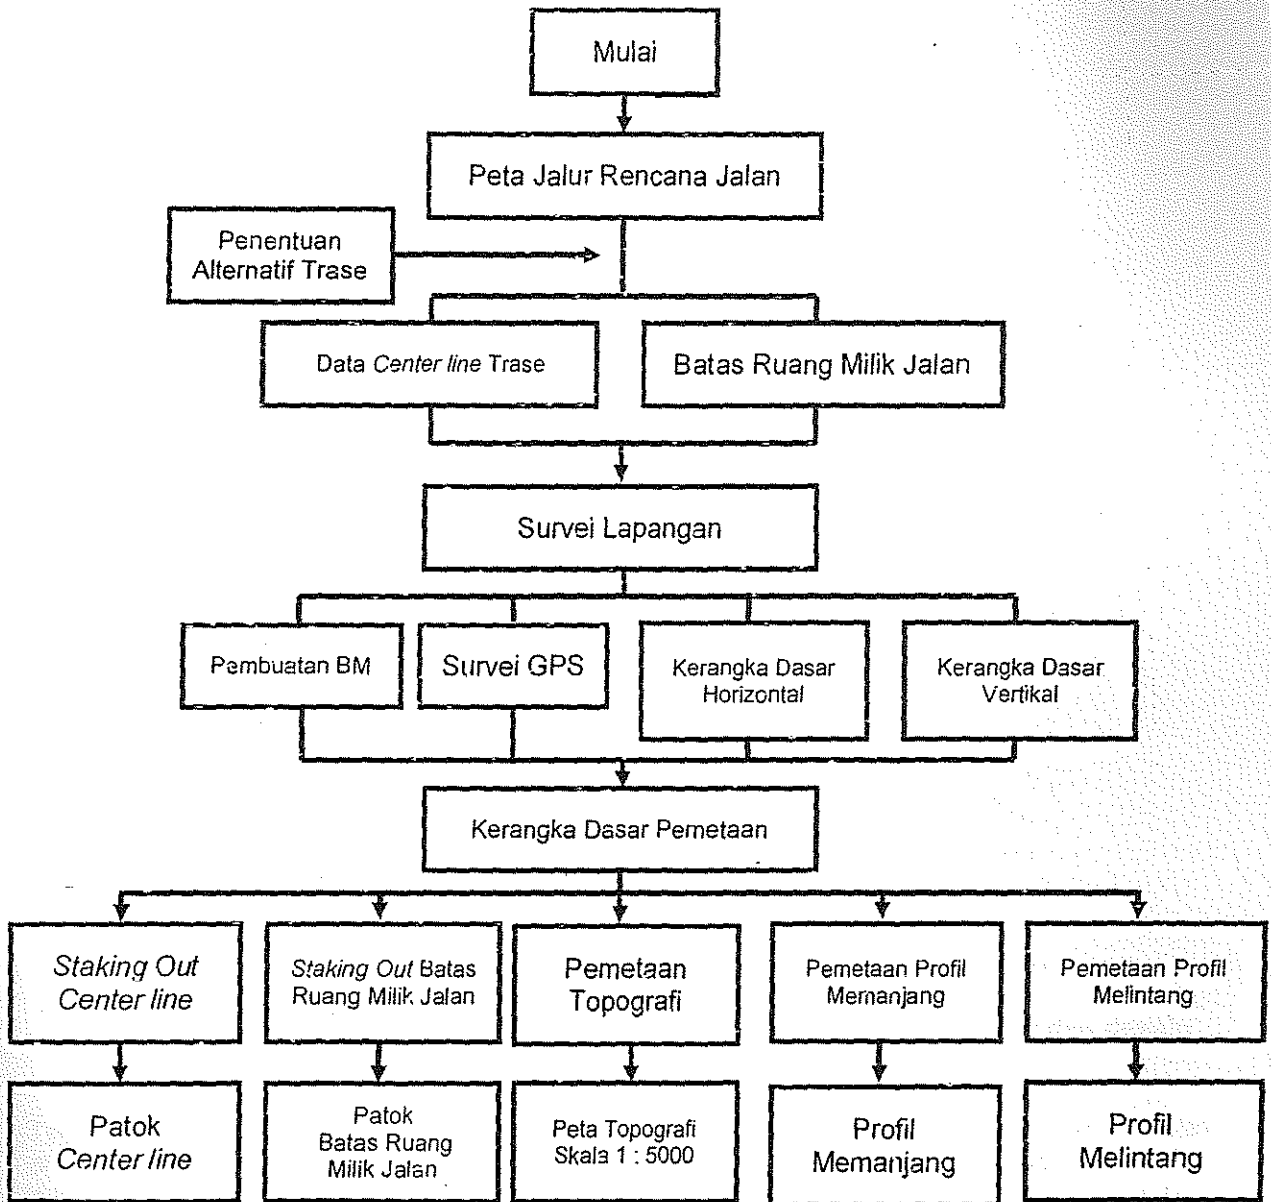 Mulai
Peta Jalur Rencana Jalan
Penentuan
Alternatif Trase
Data Center line Trase
Batas Ruang Milik Jalan
Survei Lapangan
Pembuatan BM
Survei GPS
Kerangka Dasar
Horizontal
Kerangka Dasar
Vertikal
Kerangka Dasar Pemetaan
Staking Out
Center line
Staking Out Batas
Ruang Milik Jalan
Pemetaan
Topografi
Pemetaan Profil
Memanjang
Pemetaan Profil
Melintang
Patok
Center line
Patok
Batas Ruang
Milik Jalan
Peta Topografi
Skala 1 : 5000
Profil
Memanjang
Profil
Melintang